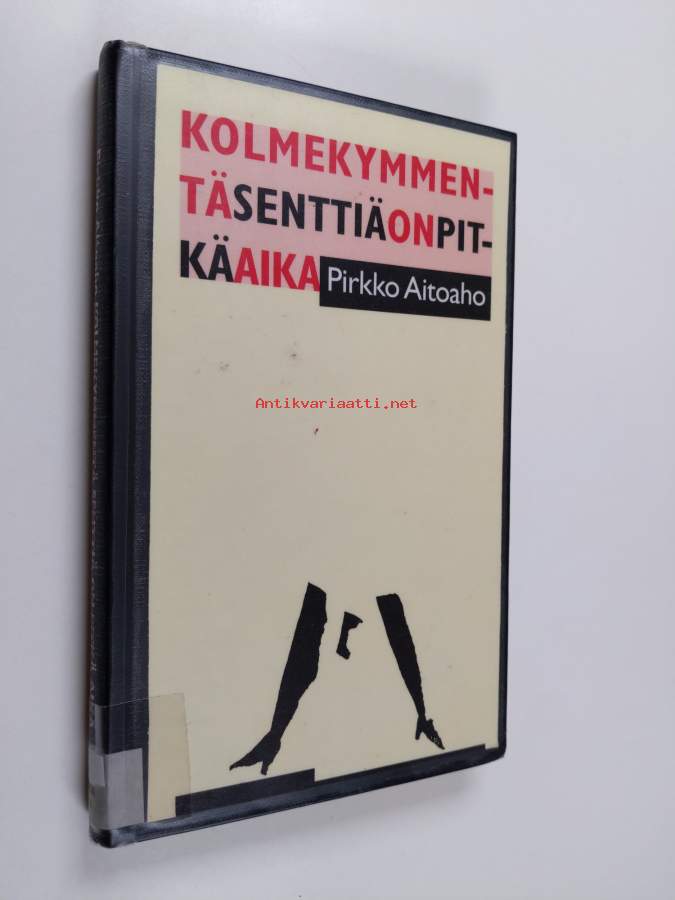 KOLMEKYMMEN-
TÄSENTTIÄONPIT-
KÄAIKA Pirkko Aitoaho
Antikvariaatti.net